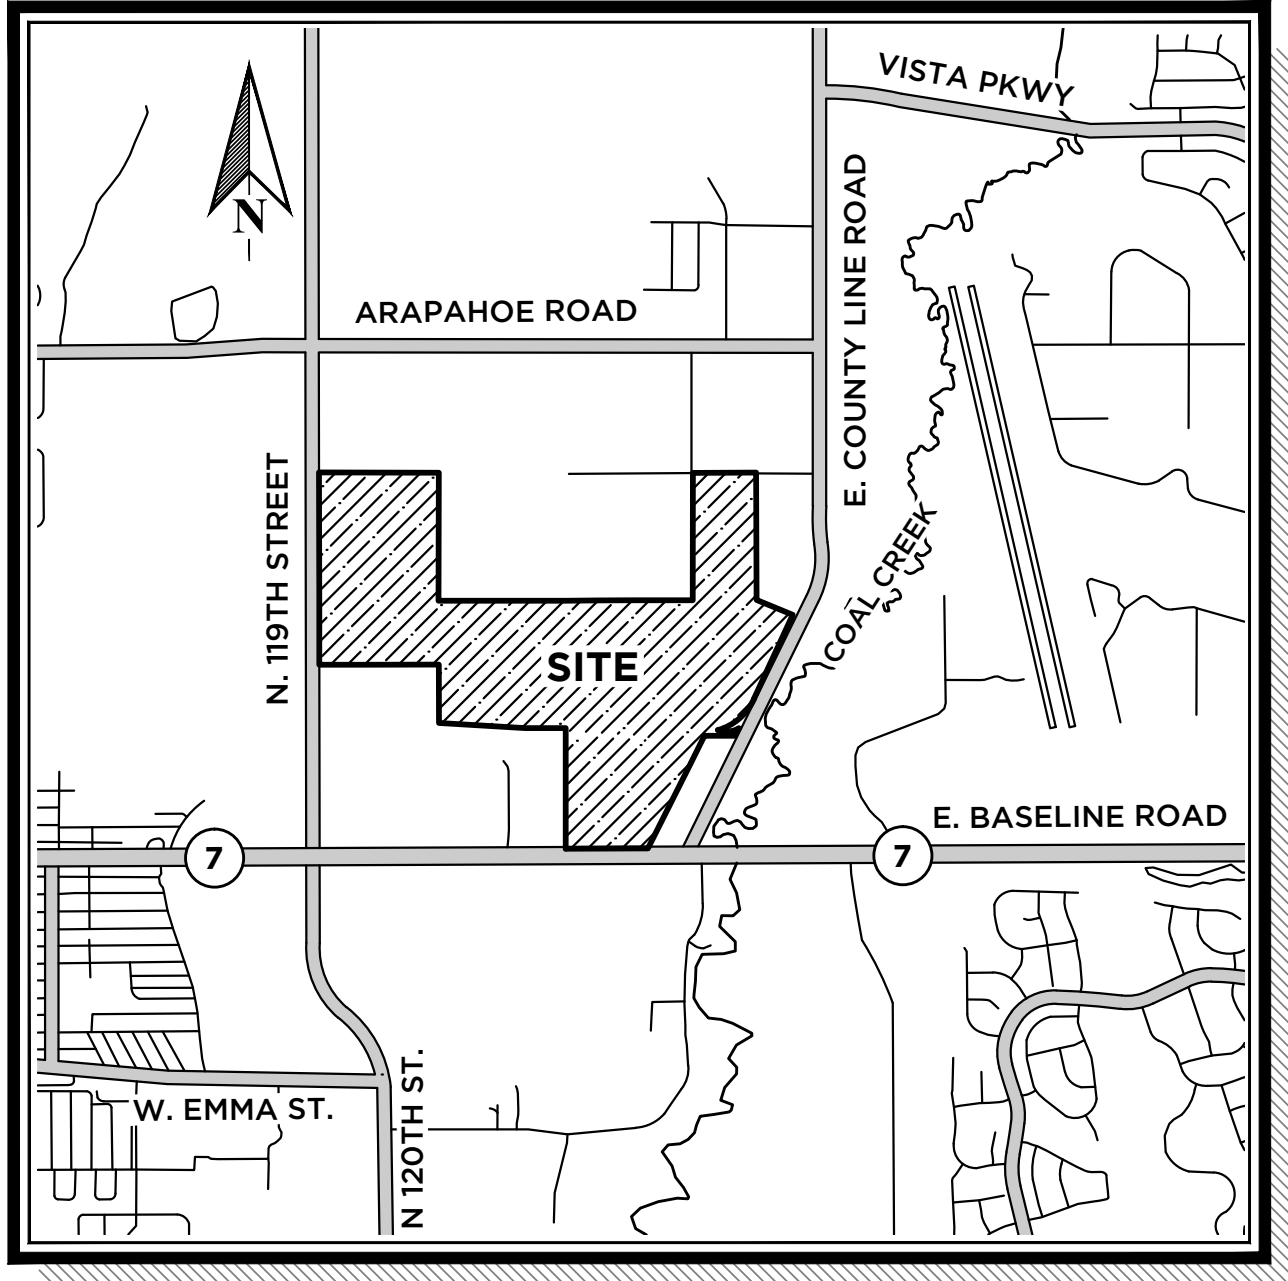 VISTA PKWY
N
E. COUNTY LINE ROAD
ARAPAHOE ROAD
N. 119TH STREET
COAL CREEK
SITE
E. BASELINE ROAD
7
7
W. EMMA ST.
N 120TH ST.